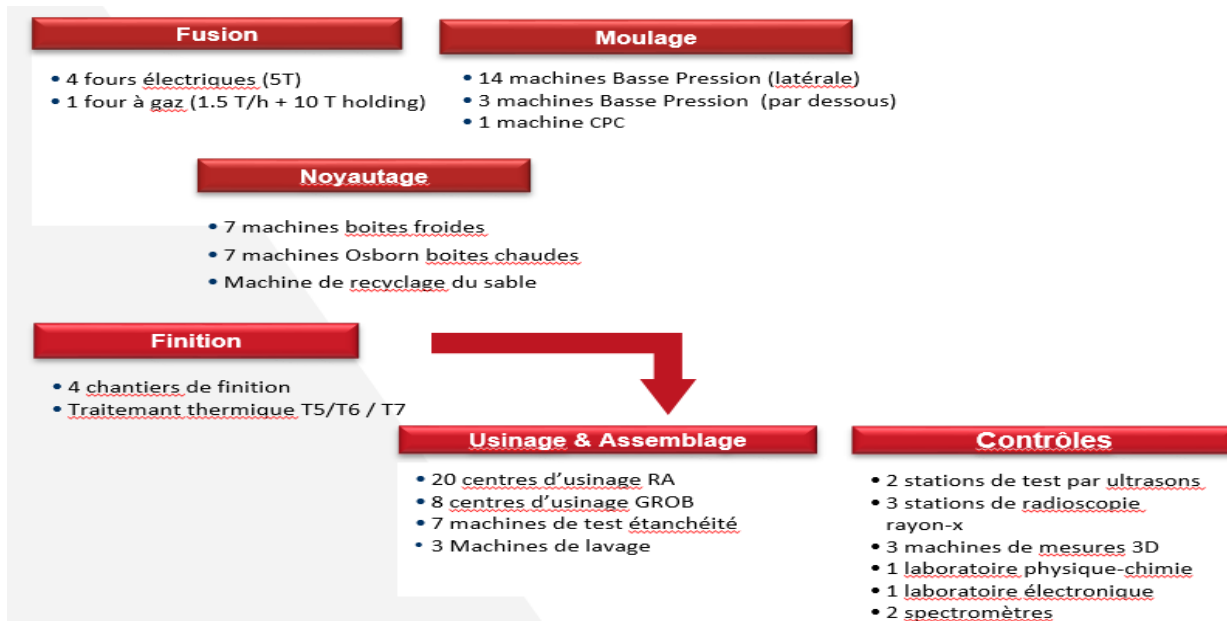 Fusion
• 4 fours électriques (5T)
• 1 four à gaz (1.5 T/h + 10 T holding)
Moulage
• 14 machines Basse Pression (latérale)
• 3 machines Basse Pression (par dessous)
• 1 machine CPC
Noyautage
• 7 machines boites froides
• 7 machines Osborn boites chaudes
• Machine de recyclage du sable
Finition
• 4 chantiers de finition
• Traitemant thermique T5/T6 / T7
Usinage & Assemblage
• 20 centres d’usinage RA
• 8 centres d’usinage GROB
• 7 machines de test étanchéité
• 3 Machines de lavage
Contrôles
• 2 stations de test par ultrasons
• 3 stations de radioscopie
rayon-x
• 3 machines de mesures 3D
• 1 laboratoire physique-chimie
• 1 laboratoire électronique
• 2 spectromètres